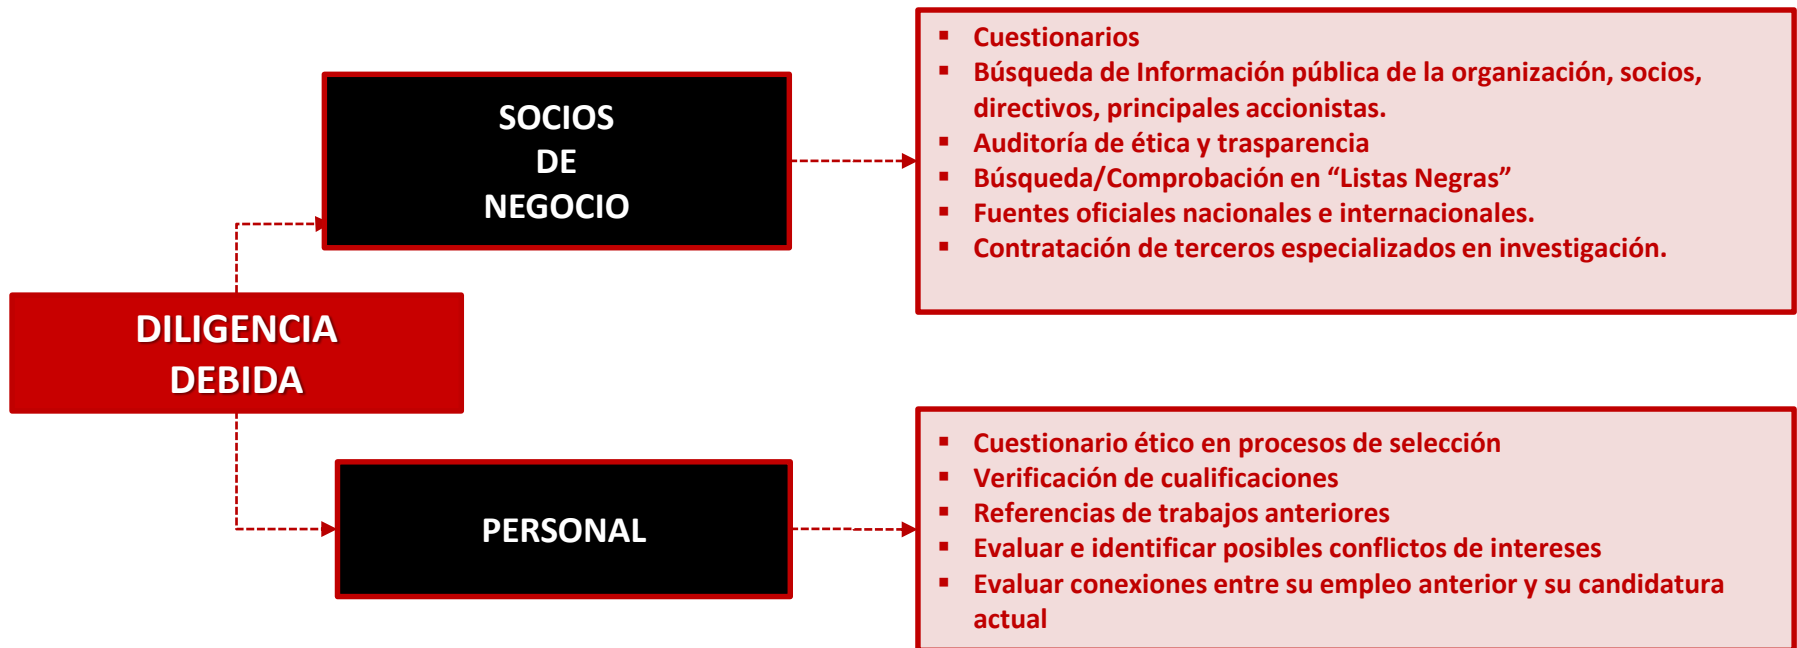 DILIGENCIA
DEBIDA
SOCIOS
DE
NEGOCIO
▪ Cuestionarios
▪ Búsqueda de Información pública de la organización, socios,
directivos, principales accionistas.
▪ Auditoría de ética y trasparencia
▪ Búsqueda/Comprobación en “Listas Negras”
▪ Fuentes oficiales nacionales e internacionales.
▪ Contratación de terceros especializados en investigación.
PERSONAL
▪ Cuestionario ético en procesos de selección
▪ Verificación de cualificaciones
▪ Referencias de trabajos anteriores
▪ Evaluar e identificar posibles conflictos de intereses
▪ Evaluar conexiones entre su empleo anterior y su candidatura
actual